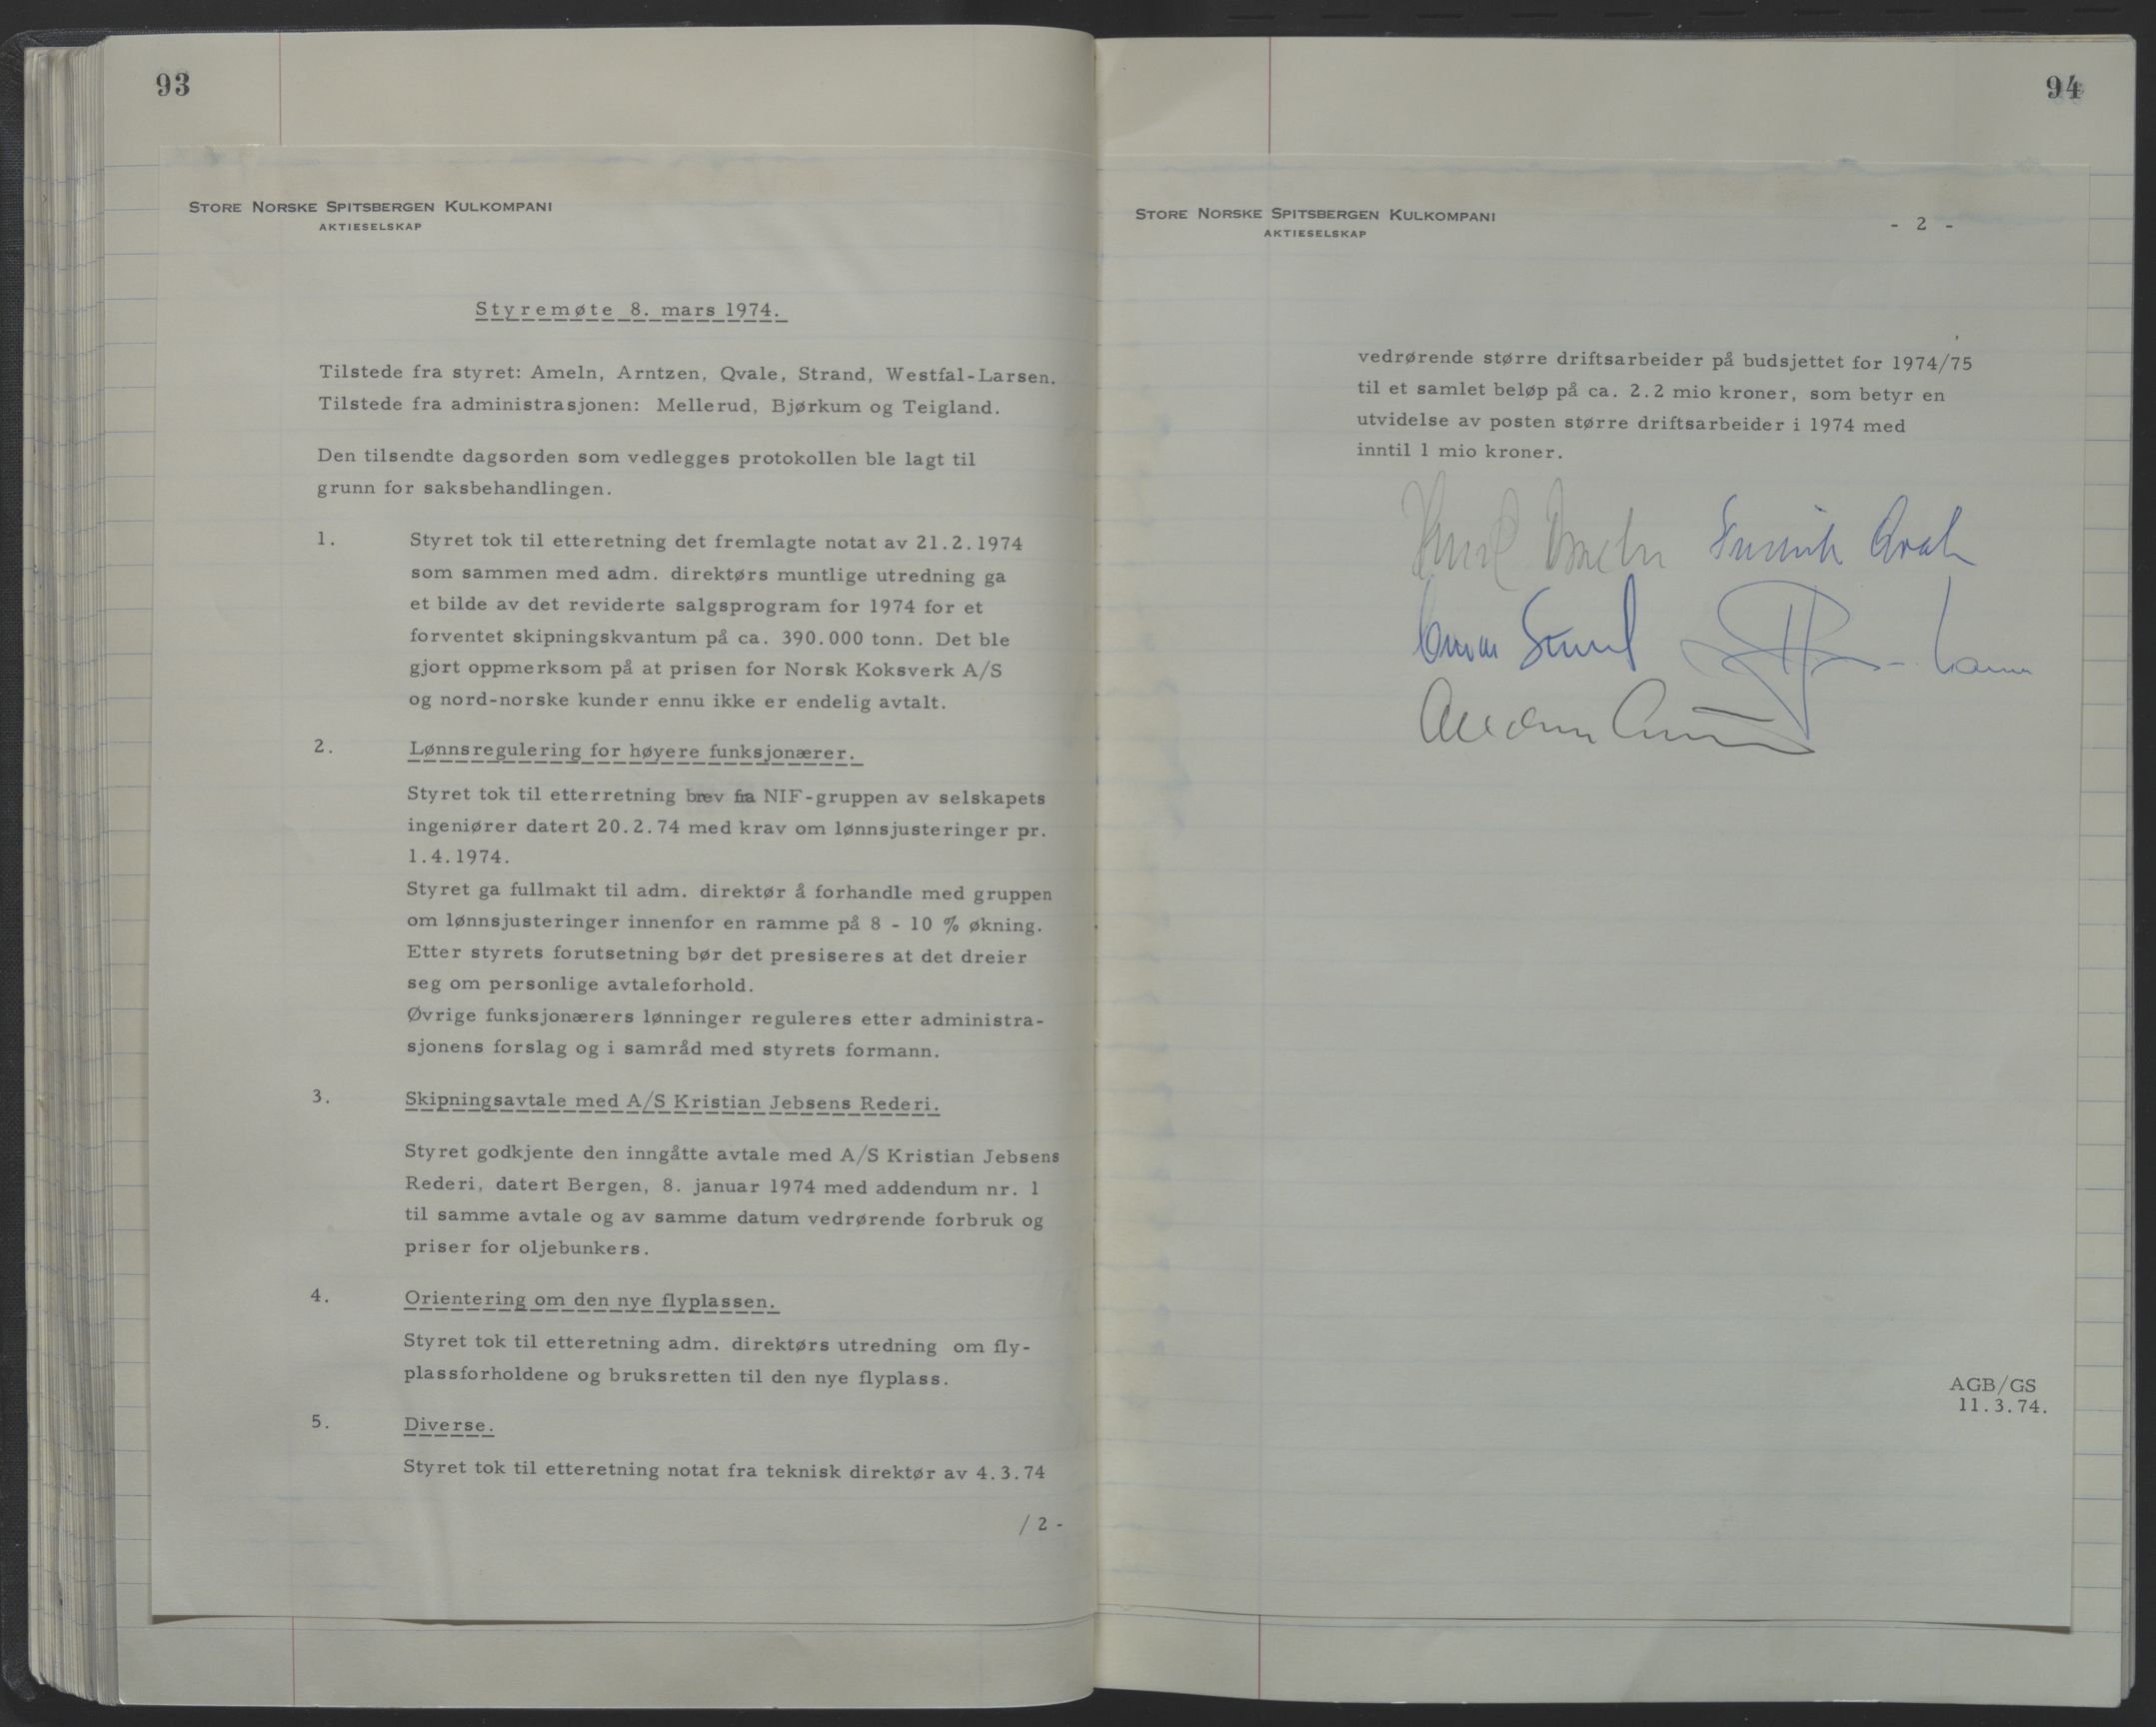 93
STORE NORSKE SPITSBERGEN KULKOMPANI
AKTIESELSKAP
Styremøte 8. mars 1974.
Tilstede fra styret: Ameln, Arntzen, Qvale, Strand, Westfal-Larsen.
Tilstede fra administrasjonen: Mellerud, Bjørkum og Teigland.
Den tilsendte dagsorden som vedlegges protokollen ble lagt til
grunn for saksbehandlingen.
1. Styret tok til etteretning det fremlagte notat av 21.2.1974
som sammen med adm. direktørs muntlige utredning ga
et bilde av det reviderte salgsprogram for 1974 for et
forventet skipningskvantum på ca. 390.000 tonn. Det ble
gjort oppmerksom på at prisen for Norsk Koksverk A/S
og nord-norske kunder ennu ikke er endelig avtalt.
2. Lønnsregulering for høyere funksjonærer.
Styret tok til etterretning brev fra NIF-gruppen av selskapets
ingeniører datert 20.2.74 med krav om lønnsjusteringer pr.
1.4.1974.
Styret ga fullmakt til adm. direktør å forhandle med gruppen
om lønnsjusteringer innenfor en ramme på 8 - 10 % økning.
Etter styrets forutsetning bør det presiseres at det dreier
seg om personlige avtaleforhold.
Øvrige funksjonærers lønninger reguleres etter administra-
sjonens forslag og i samråd med styrets formann.
3. Skipningsavtale med A/S Kristian Jebsens Rederi.
Styret godkjente den inngåtte avtale med A/S Kristian Jebsens
Rederi, datert Bergen, 8. januar 1974 med addendum nr. 1
til samme avtale og av samme datum vedrørende forbruk og
priser for oljebunkers.
4. Orientering om den nye flyplassen.
Styret tok til etteretning adm. direktørs utredning om fly-
plassforholdene og bruksretten til den nye flyplass.
5. Diverse.
Styret tok til etteretning notat fra teknisk direktør av 4.3.74
/ 2 -
94
STORE NORSKE SPITSBERGEN KULKOMPANI
AKTIESELSKAP
- 2 -
vedrørende større driftsarbeider på budsjettet for 1974/75
til et samlet beløp på ca. 2.2 mio kroner, som betyr en
utvidelse av posten større driftsarbeider i 1974 med
inntil 1 mio kroner.
Ameln
AGB/GS
11.3.74.